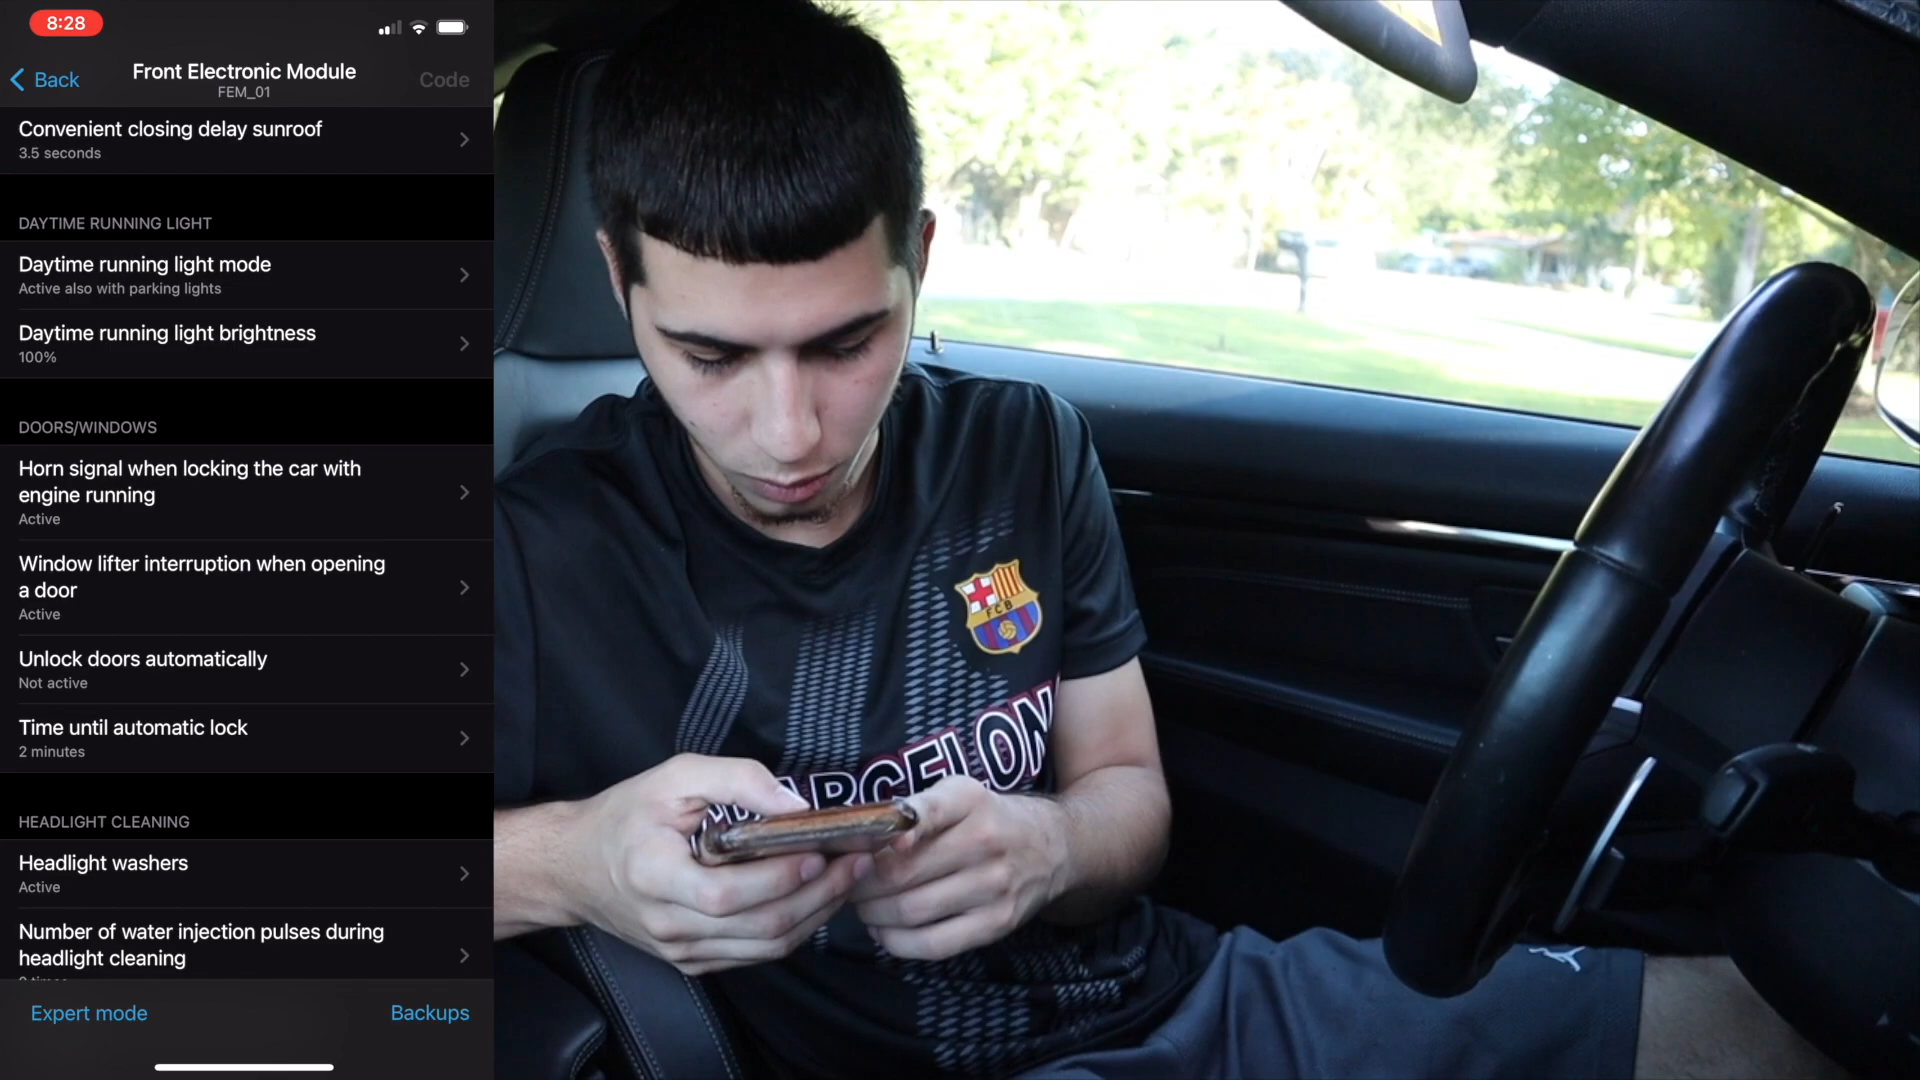 8:28
Back
Front Electronic Module
Code
FEM_01
Convenient closing delay sunroof
3.5 seconds
DAYTIME RUNNING LIGHT
Daytime running light mode
Active also with parking lights
Daytime running light brightness
100%
DOORS/WINDOWS
Horn signal when locking the car with
engine running
Active
Window lifter interruption when opening
a door
Active
Unlock doors automatically
Not active
Time until automatic lock
2 minutes
HEADLIGHT CLEANING
Headlight washers
Active
Number of water injection pulses during
headlight cleaning
Expert mode
Backups
FCB
BARCELON